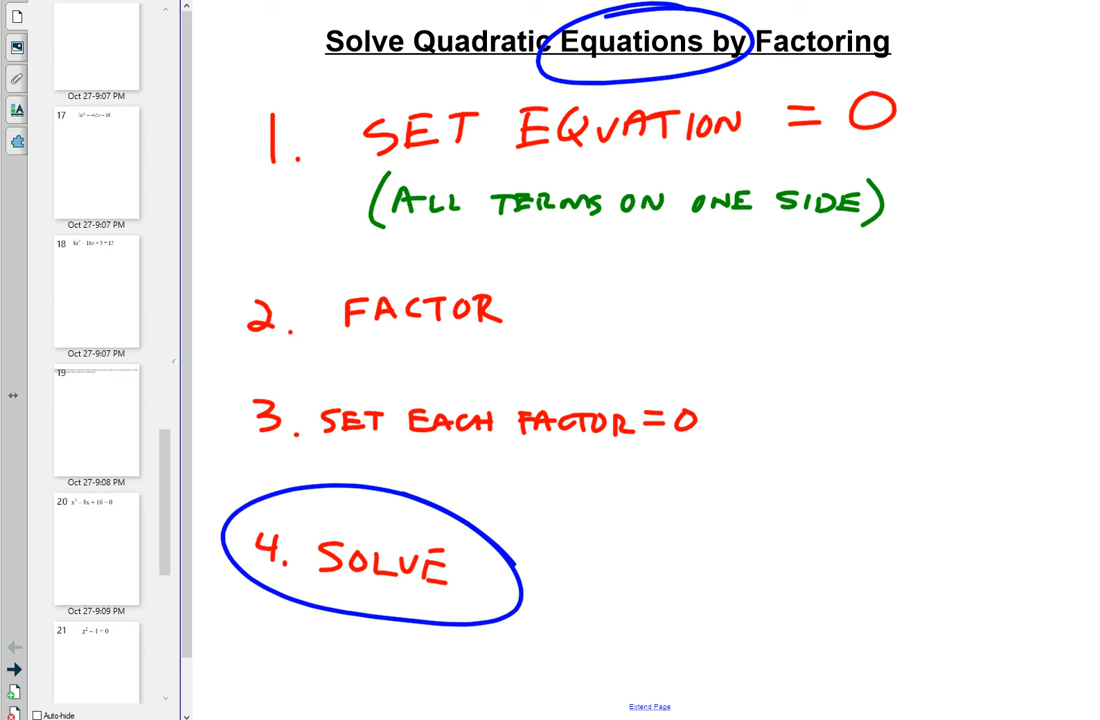 Solve Quadratic Equations by Factoring
1. SET EQUATION = 0
(ALL TERMS ON ONE SIDE)
2. FACTOR
3. SET EACH FACTOR = 0
4. SOLVE
Oct 27-9:07 PM
17
Oct 27-9:07 PM
18
Oct 27-9:07 PM
19
Oct 27-9:08 PM
20 x² – 8x + 16 = 0
Oct 27-9:09 PM
21 z² – 1 = 0
Auto-hide
Extend Page